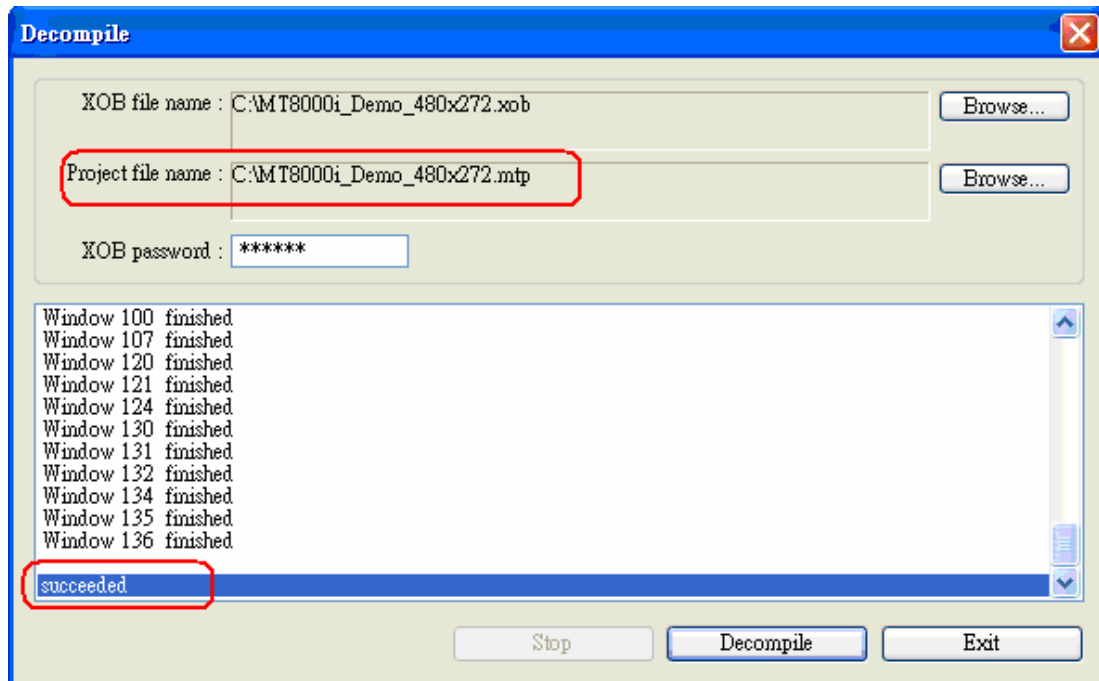 Decompile
XOB file name : C:\MT8000i_Demo_480x272.xob Browse...
Project file name : C:\MT8000i_Demo_480x272.mtp Browse...
XOB password : ******
Window 100 finished
Window 107 finished
Window 120 finished
Window 121 finished
Window 124 finished
Window 130 finished
Window 131 finished
Window 132 finished
Window 134 finished
Window 135 finished
Window 136 finished
succeeded
Stop Decompile Exit